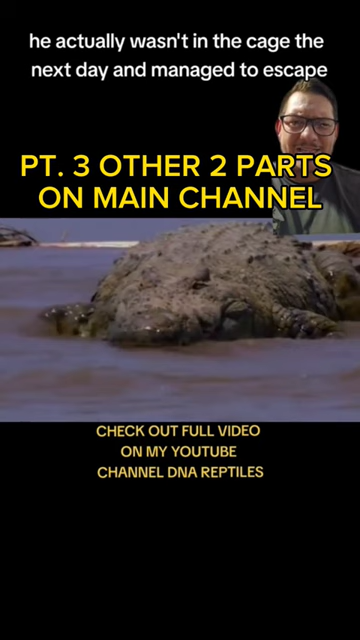 he actually wasn't in the cage the
next day and managed to escape
PT. 3 OTHER 2 PARTS
ON MAIN CHANNEL
CHECK OUT FULL VIDEO
ON MY YOUTUBE
CHANNEL DNA REPTILES